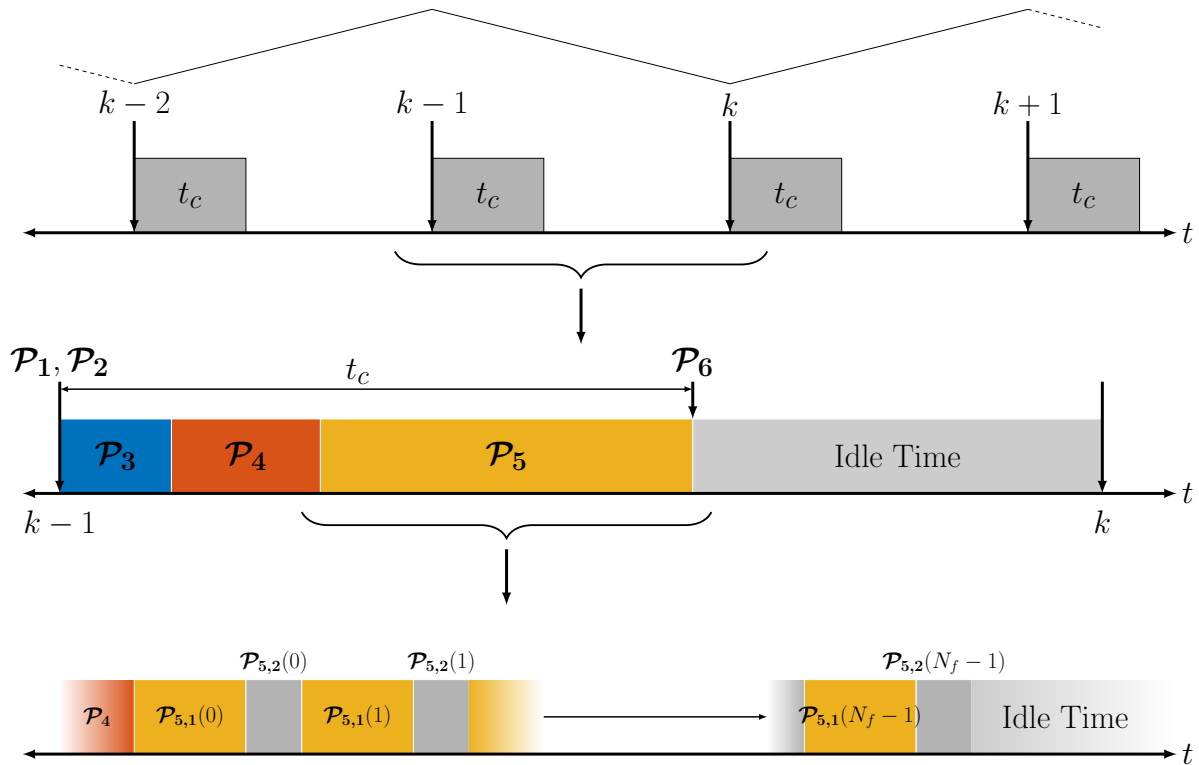 k − 2 k − 1 k k + 1
t_c t_c t_c t_c
t
𝒫₁, 𝒫₂ t_c 𝒫₆
𝒫₃ 𝒫₄ 𝒫₅ Idle Time
t
k − 1 k
𝒫₅,₂(0) 𝒫₅,₂(1) 𝒫₅,₂(N_f − 1)
𝒫₄ 𝒫₅,₁(0) 𝒫₅,₁(1) 𝒫₅,₁(N_f − 1) Idle Time
t